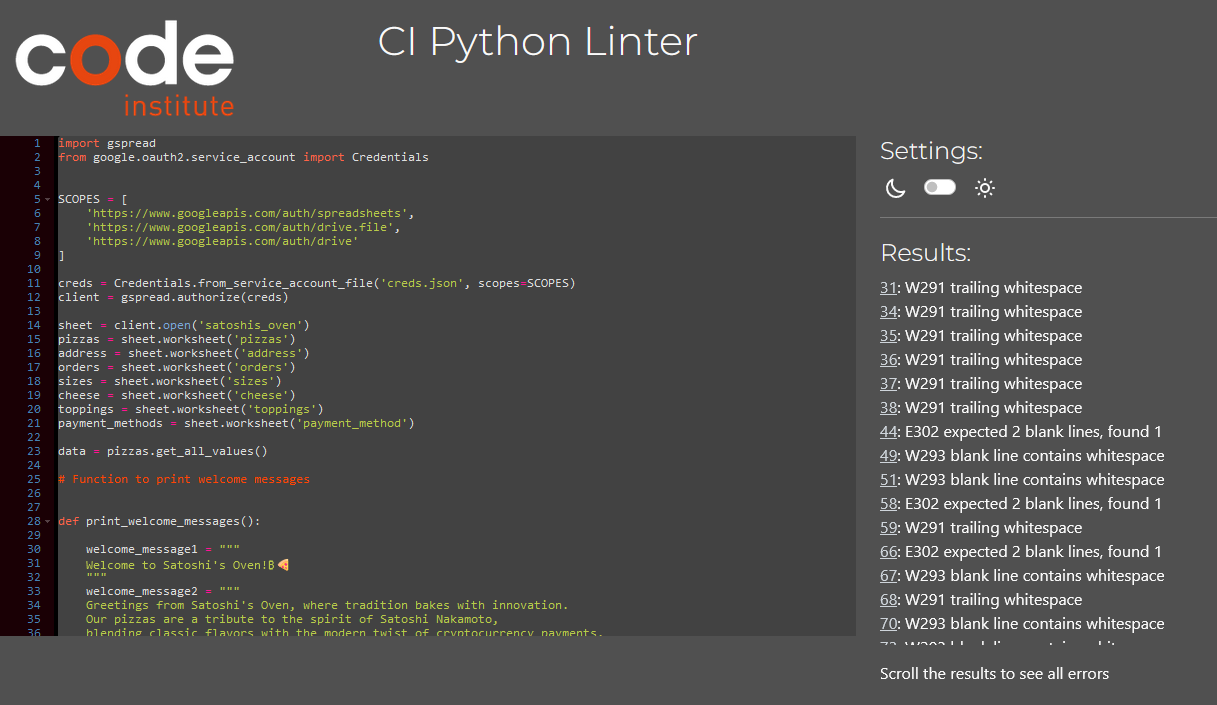 code
institute
CI Python Linter
1 import gspread
2 from google.oauth2.service_account import Credentials
3
4
5 SCOPES = [
6 'https://www.googleapis.com/auth/spreadsheets',
7 'https://www.googleapis.com/auth/drive.file',
8 'https://www.googleapis.com/auth/drive'
9 ]
10
11 creds = Credentials.from_service_account_file('creds.json', scopes=SCOPES)
12 client = gspread.authorize(creds)
13
14 sheet = client.open('satoshis_oven')
15 pizzas = sheet.worksheet('pizzas')
16 address = sheet.worksheet('address')
17 orders = sheet.worksheet('orders')
18 sizes = sheet.worksheet('sizes')
19 cheese = sheet.worksheet('cheese')
20 toppings = sheet.worksheet('toppings')
21 payment_methods = sheet.worksheet('payment_method')
22
23 data = pizzas.get_all_values()
24
25 # Function to print welcome messages
26
27
28 def print_welcome_messages():
29
30 welcome_message1 = """
31 Welcome to Satoshi's Oven!₿🍕
32 """
33 welcome_message2 = """
34 Greetings from Satoshi's Oven, where tradition bakes with innovation.
35 Our pizzas are a tribute to the spirit of Satoshi Nakamoto,
36 blending classic flavors with the modern twist of cryptocurrency payments.
Settings:
Results:
31: W291 trailing whitespace
34: W291 trailing whitespace
35: W291 trailing whitespace
36: W291 trailing whitespace
37: W291 trailing whitespace
38: W291 trailing whitespace
44: E302 expected 2 blank lines, found 1
49: W293 blank line contains whitespace
51: W293 blank line contains whitespace
58: E302 expected 2 blank lines, found 1
59: W291 trailing whitespace
66: E302 expected 2 blank lines, found 1
67: W293 blank line contains whitespace
68: W291 trailing whitespace
70: W293 blank line contains whitespace
Scroll the results to see all errors